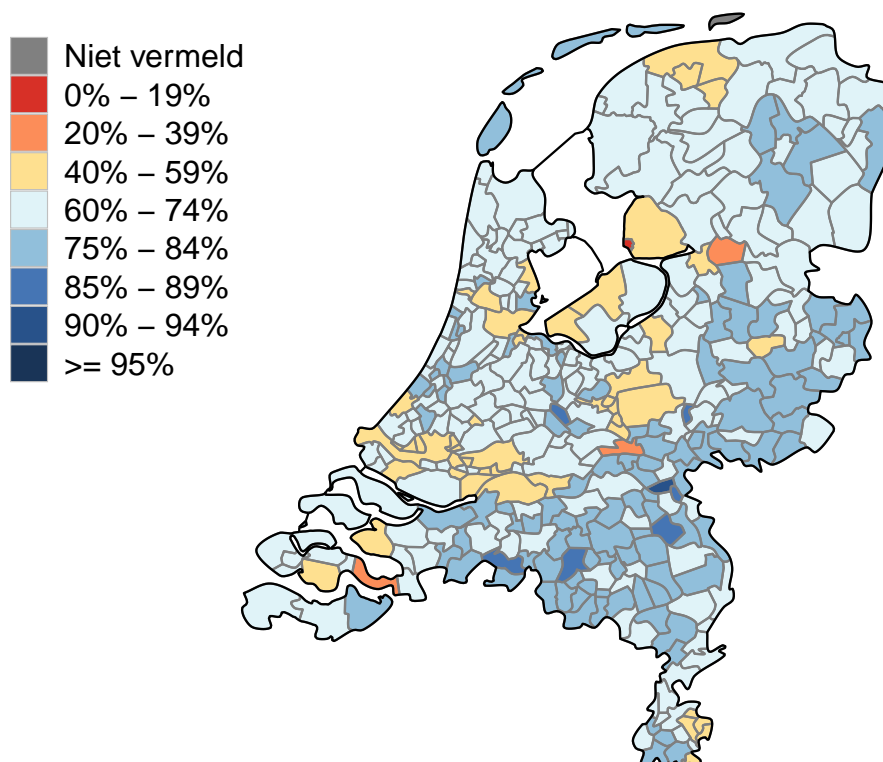 Niet vermeld
0% – 19%
20% – 39%
40% – 59%
60% – 74%
75% – 84%
85% – 89%
90% – 94%
>= 95%